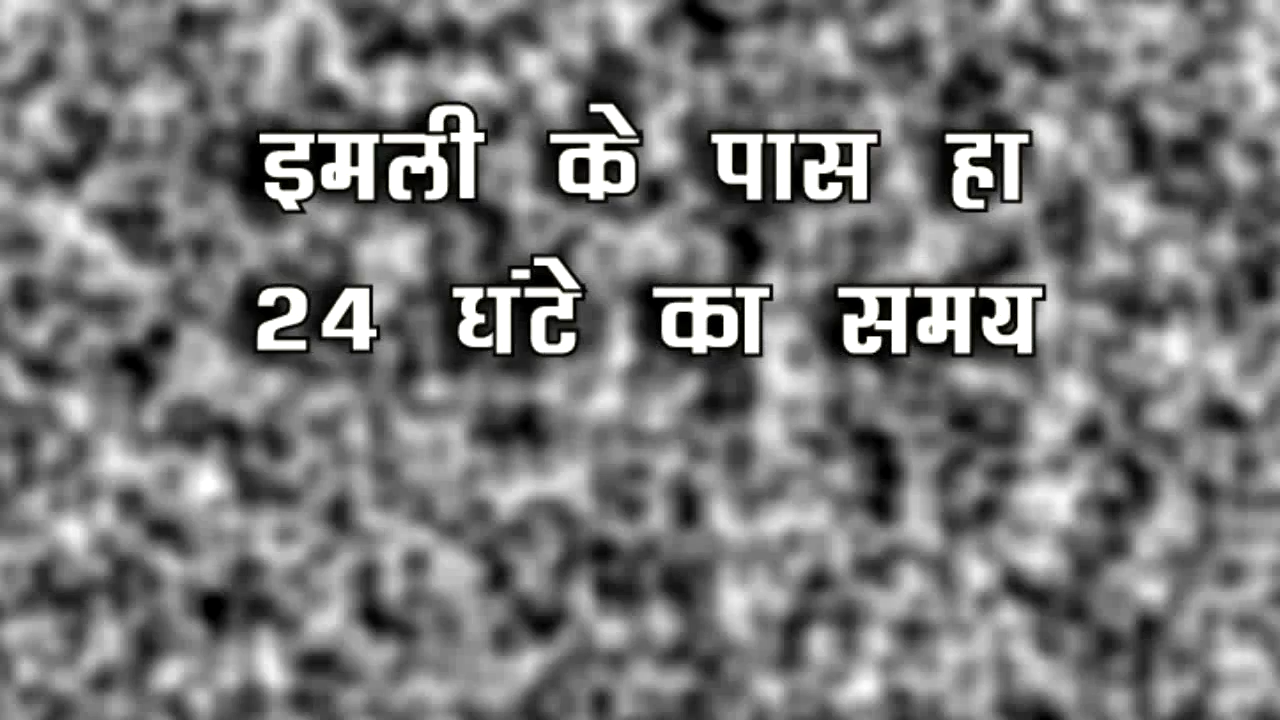 इमली के पास हा
24 घंटे का समय